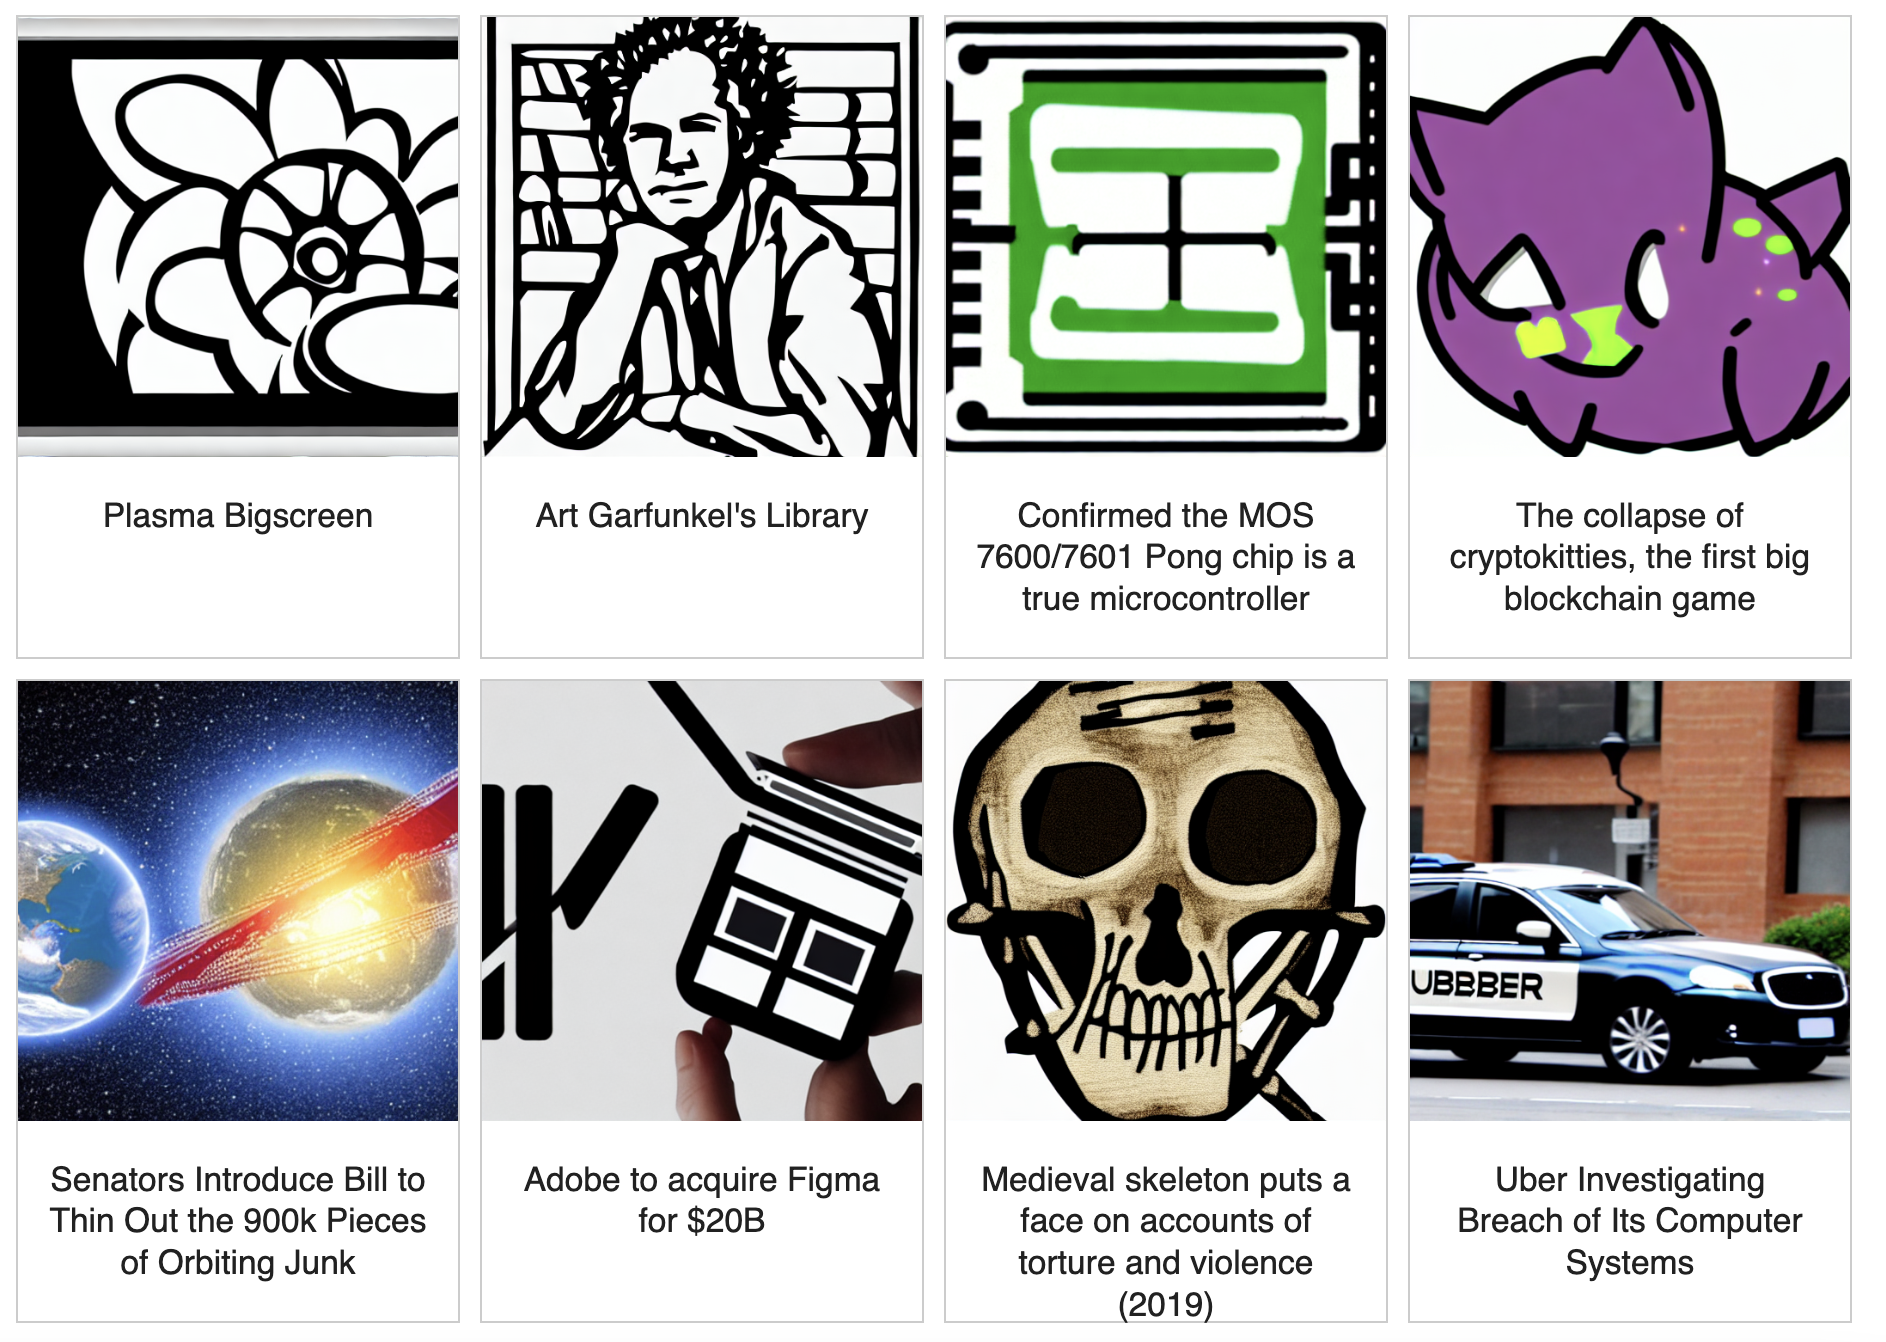 Plasma Bigscreen
Art Garfunkel's Library
Confirmed the MOS
7600/7601 Pong chip is a
true microcontroller
The collapse of
cryptokitties, the first big
blockchain game
UBBBER
Senators Introduce Bill to
Thin Out the 900k Pieces
of Orbiting Junk
Adobe to acquire Figma
for $20B
Medieval skeleton puts a
face on accounts of
torture and violence
(2019)
Uber Investigating
Breach of Its Computer
Systems